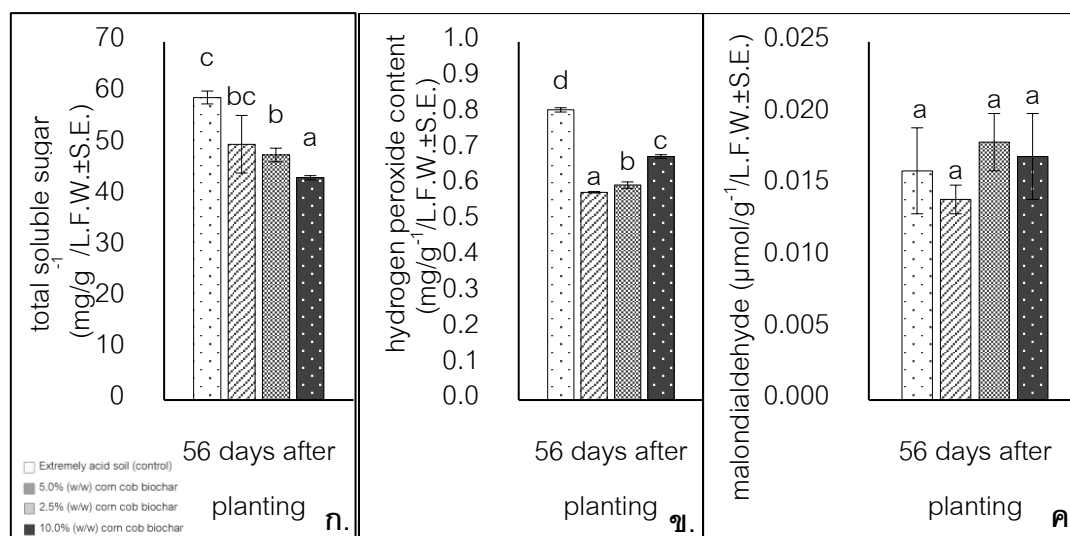 total soluble sugar
(mg/g⁻¹/L.F.W.±S.E.)
70
60
50
40
30
20
10
0
c
bc
b
a
56 days after
planting
Extremely acid soil (control)
5.0% (w/w) corn cob biochar
2.5% (w/w) corn cob biochar
10.0% (w/w) corn cob biochar
ก.
hydrogen peroxide content
(mg/g⁻¹/L.F.W.±S.E.)
1.0
0.9
0.8
0.7
0.6
0.5
0.4
0.3
0.2
0.1
0.0
d
a
b
c
56 days after
planting
ข.
malondialdehyde (µmol/g⁻¹/L.F.W.±S.E.)
0.025
0.020
0.015
0.010
0.005
0.000
a
a
a
a
56 days after
planting
ค